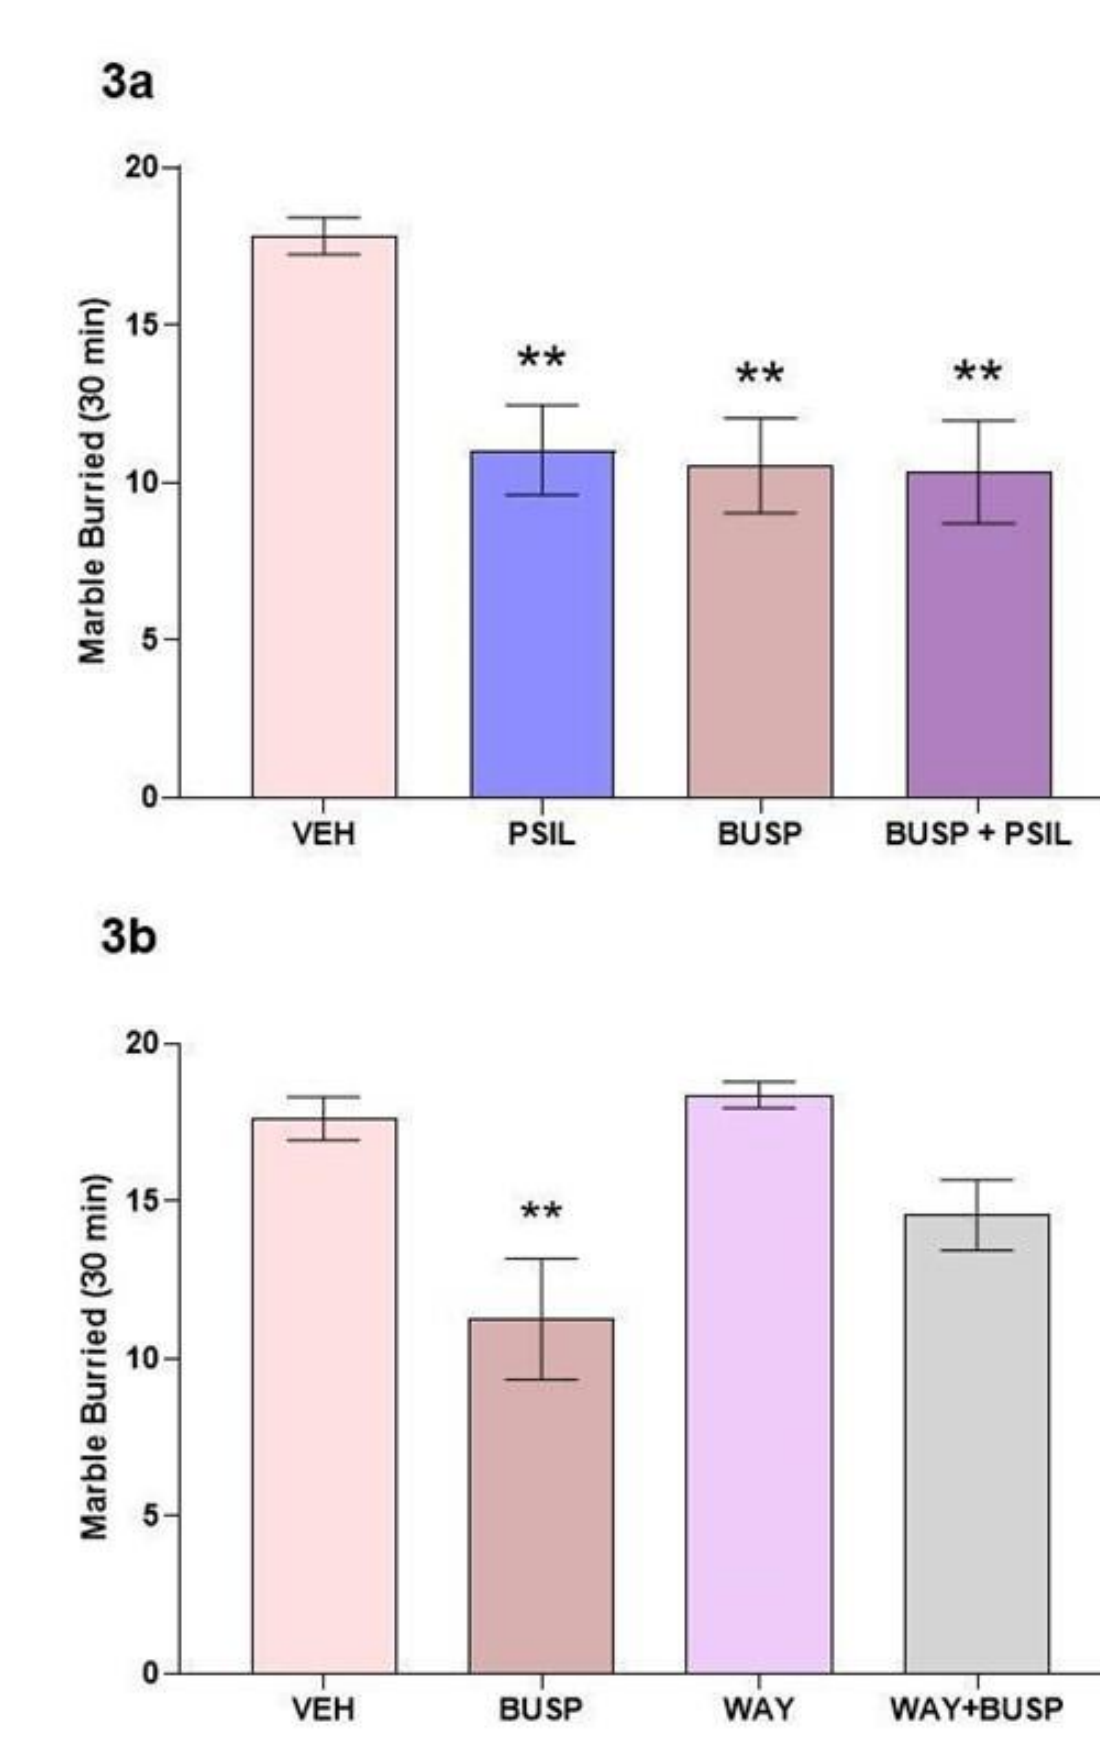 3a
20
15
10
5
0
Marble Burried (30 min)
**
**
**
VEH
PSIL
BUSP
BUSP + PSIL
3b
20
15
10
5
0
Marble Burried (30 min)
**
VEH
BUSP
WAY
WAY+BUSP